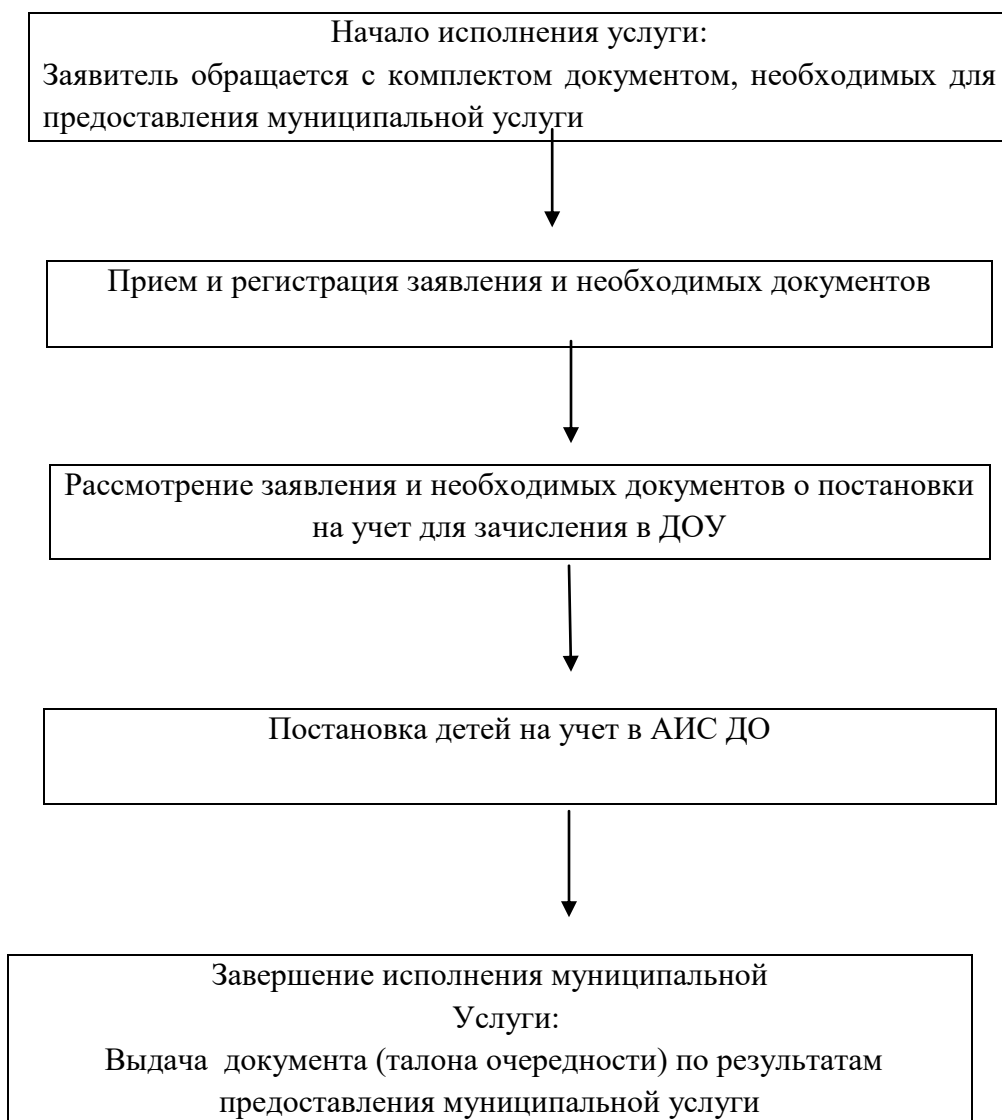 Начало исполнения услуги:
Заявитель обращается с комплектом документом, необходимых для
предоставления муниципальной услуги
Прием и регистрация заявления и необходимых документов
Рассмотрение заявления и необходимых документов о постановки
на учет для зачисления в ДОУ
Постановка детей на учет в АИС ДО
Завершение исполнения муниципальной
Услуги:
Выдача документа (талона очередности) по результатам
предоставления муниципальной услуги